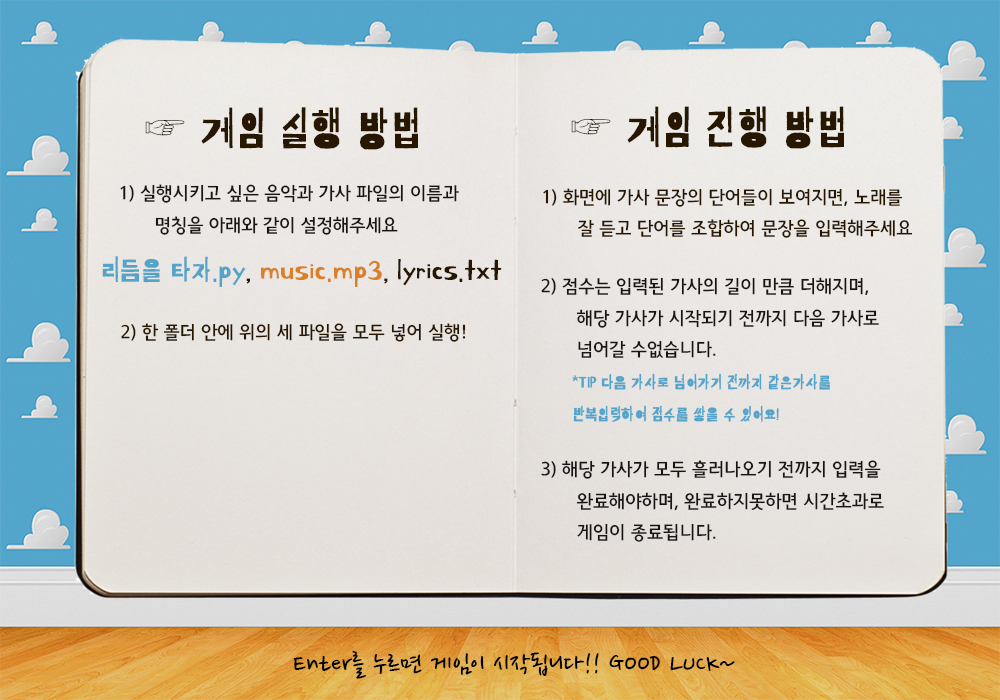 ☞ 게임 실행 방법
1) 실행시키고 싶은 음악과 가사 파일의 이름과
명칭을 아래와 같이 설정해주세요
리듬을 타자.py, music.mp3, lyrics.txt
2) 한 폴더 안에 위의 세 파일을 모두 넣어 실행!
☞ 게임 진행 방법
1) 화면에 가사 문장의 단어들이 보여지면, 노래를
잘 듣고 단어를 조합하여 문장을 입력해주세요
2) 점수는 입력된 가사의 길이 만큼 더해지며,
해당 가사가 시작되기 전까지 다음 가사로
넘어갈 수없습니다.
*TIP 다음 가사로 넘어가기 전까지 같은가사를
반복입력하여 점수를 쌓을 수 있어요!
3) 해당 가사가 모두 흘러나오기 전까지 입력을
완료해야하며, 완료하지못하면 시간초과로
게임이 종료됩니다.
Enter를 누르면 게임이 시작됩니다!! GOOD LUCK~